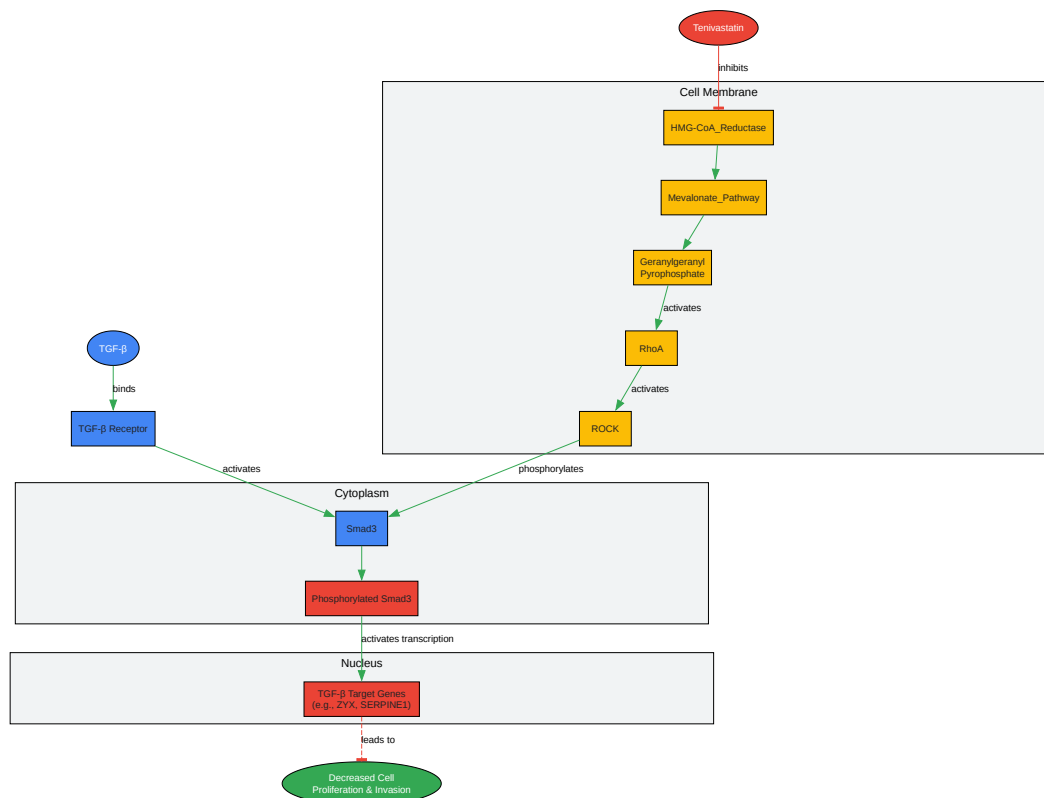 Tenivastatin
inhibits
Cell Membrane
HMG-CoA_Reductase
Mevalonate_Pathway
Geranylgeranyl
Pyrophosphate
activates
TGF-β
RhoA
binds
activates
TGF-β Receptor
ROCK
activates
phosphorylates
Cytoplasm
Smad3
Phosphorylated Smad3
activates transcription
Nucleus
TGF-β Target Genes
(e.g., ZYX, SERPINE1)
leads to
Decreased Cell
Proliferation & Invasion